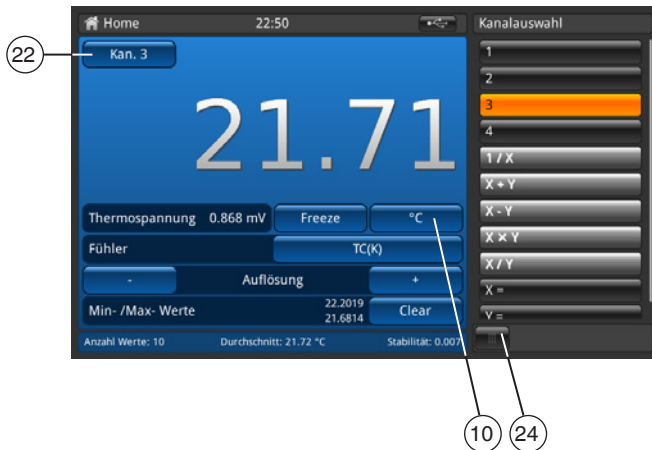 Home 22:50 Kanalauswahl
22
Kan. 3
21.71
Thermospannung 0.868 mV Freeze °C
Fühler TC(K)
- Auflösung +
Min- /Max- Werte 22.2019 21.6814 Clear
Anzahl Werte: 10 Durchschnitt: 21.72 °C Stabilität: 0.007
1
2
3
4
1 / X
X + Y
X - Y
X × Y
X / Y
X =
Y =
10 24